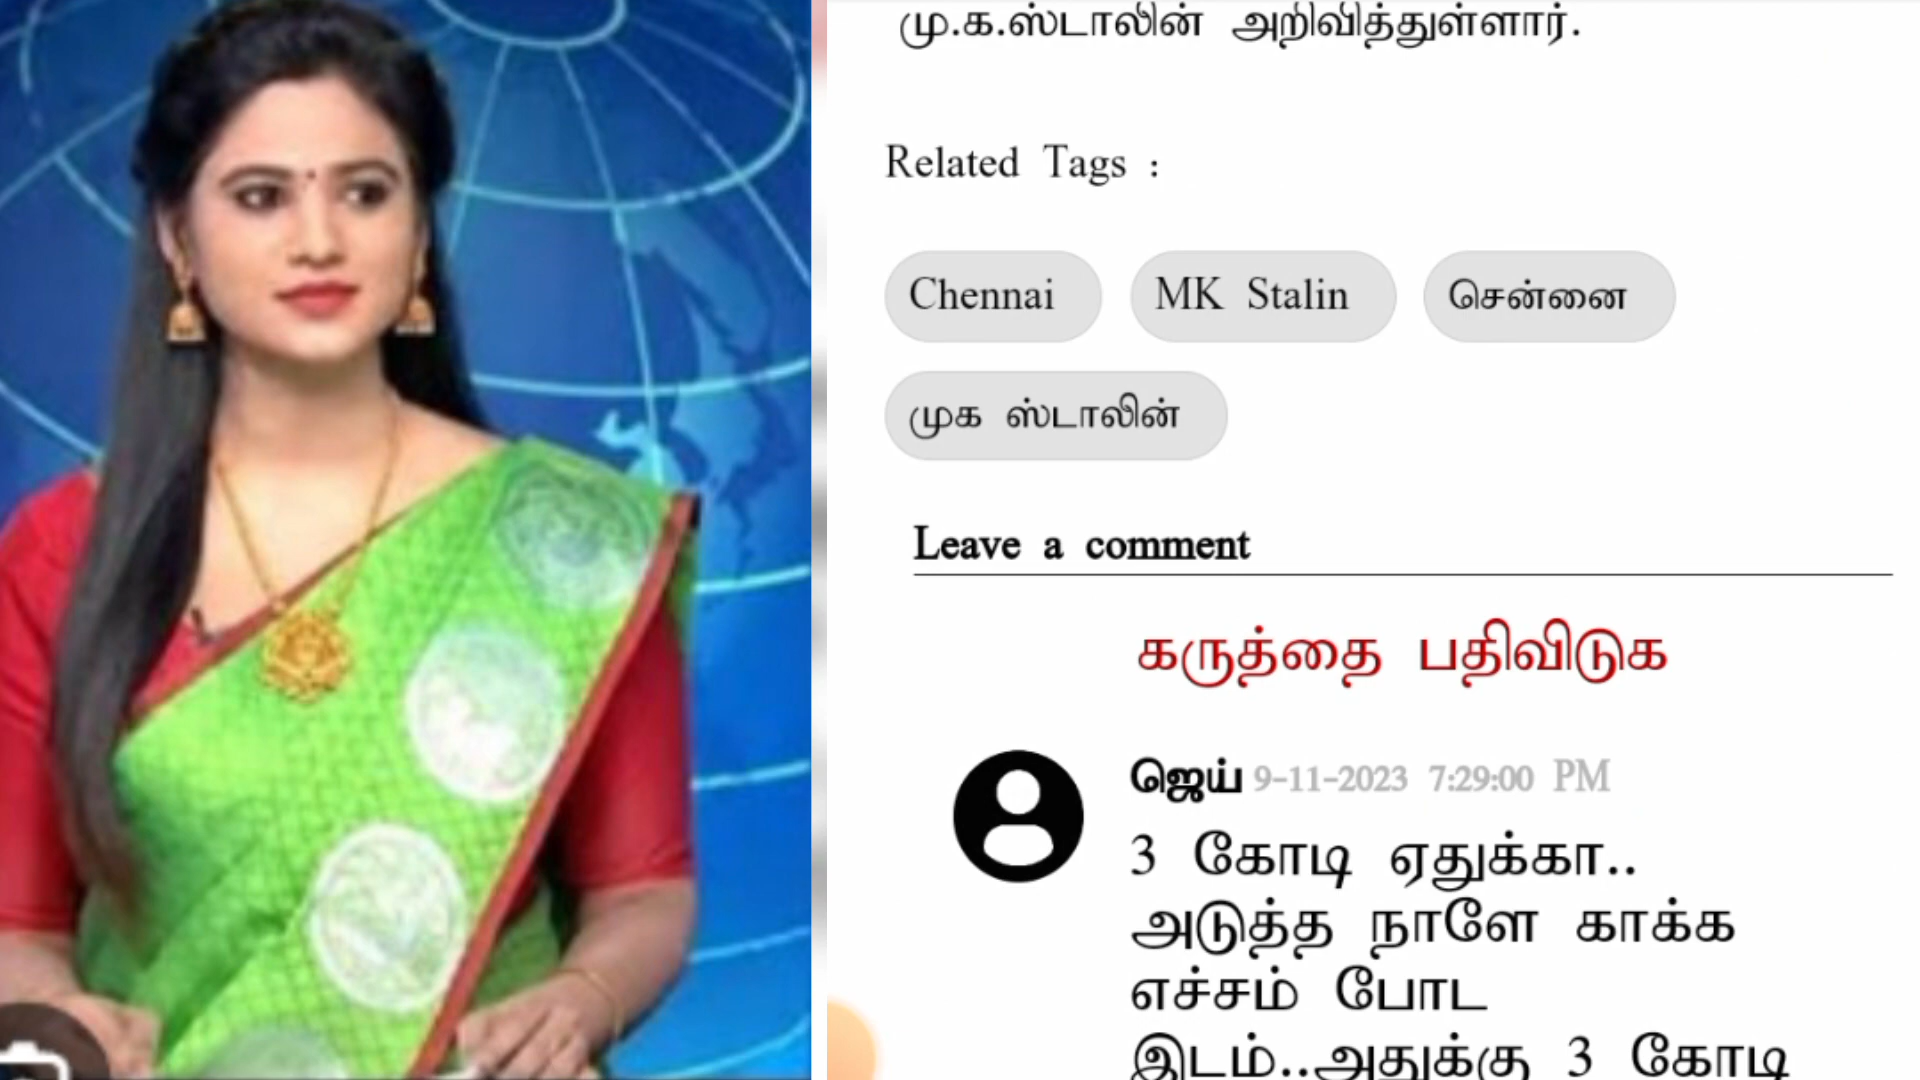 மு.க.ஸ்டாலின் அறிவித்துள்ளார்.
Related Tags :
Chennai
MK Stalin
சென்னை
முக ஸ்டாலின்
Leave a comment
கருத்தை பதிவிடுக
ஜெய் 9-11-2023 7:29:00 PM
3 கோடி ஏதுக்கா..
அடுத்த நாளே காக்க
எச்சம் போட
இடம்..அதுக்கு 3 கோடி